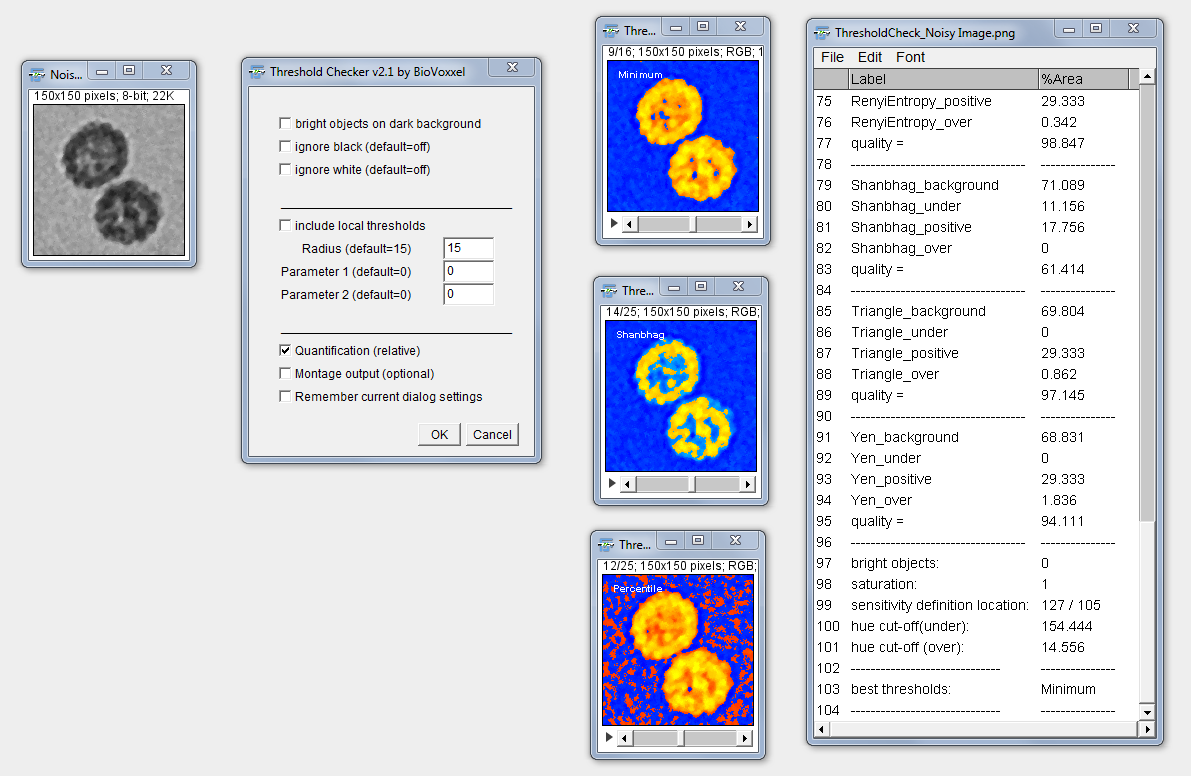 Nois...
150x150 pixels; 8-bit; 22K
Threshold Checker v2.1 by BioVoxxel
bright objects on dark background
ignore black (default=off)
ignore white (default=off)
include local thresholds
Radius (default=15) 15
Parameter 1 (default=0) 0
Parameter 2 (default=0) 0
Quantification (relative)
Montage output (optional)
Remember current dialog settings
OK Cancel
Thre...
9/16; 150x150 pixels; RGB; 1
Minimum
Thre...
14/25; 150x150 pixels; RGB;
Shanbhag
Thre...
12/25; 150x150 pixels; RGB;
Percentile
ThresholdCheck_Noisy Image.png
File Edit Font
Label %Area
75 RenyiEntropy_positive 29.333
76 RenyiEntropy_over 0.342
77 quality = 98.847
78 ------------------------------- ---------------
79 Shanbhag_background 71.089
80 Shanbhag_under 11.156
81 Shanbhag_positive 17.756
82 Shanbhag_over 0
83 quality = 61.414
84 ------------------------------- ---------------
85 Triangle_background 69.804
86 Triangle_under 0
87 Triangle_positive 29.333
88 Triangle_over 0.862
89 quality = 97.145
90 ------------------------------- ---------------
91 Yen_background 68.831
92 Yen_under 0
93 Yen_positive 29.333
94 Yen_over 1.836
95 quality = 94.111
96 ------------------------------- ---------------
97 bright objects: 0
98 saturation:
99 sensitivity definition location: 127 / 105
100 hue cut-off(under): 154.444
101 hue cut-off (over): 14.556
102 -------------------------- ---------------
103 best thresholds: Minimum
104 -------------------------- ---------------